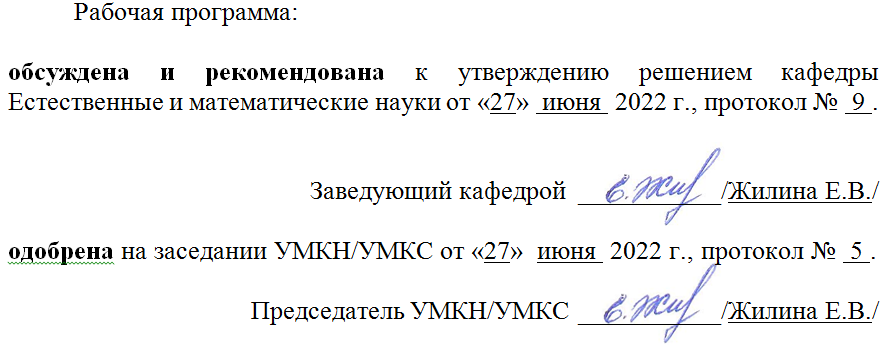 Рабочая программа:
обсуждена и рекомендована к утверждению решением кафедры
Естественные и математические науки от «27» июня 2022 г., протокол № 9.
Заведующий кафедрой Е.Жил /Жилина Е.В./
одобрена на заседании УМКН/УМКС от «27» июня 2022 г., протокол № 5.
Председатель УМКН/УМКС Е.Жил /Жилина Е.В./